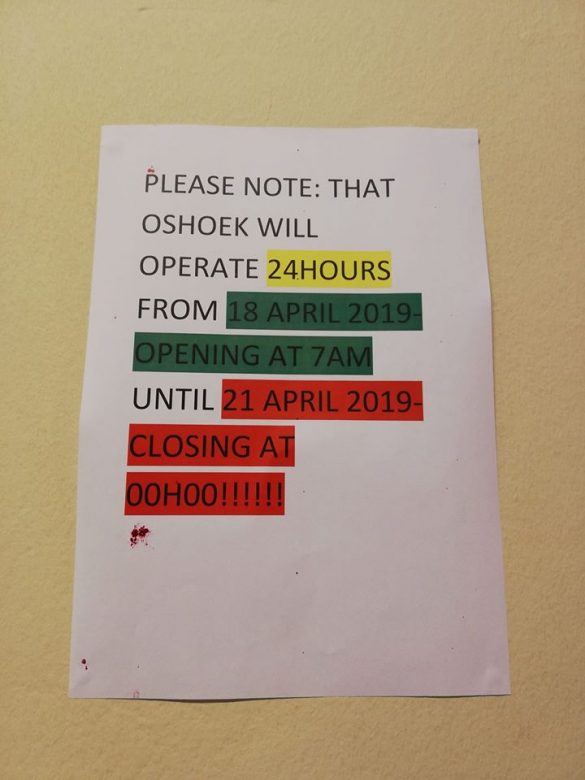 PLEASE NOTE: THAT
OSHOEK WILL
OPERATE 24HOURS
FROM 18 APRIL 2019-
OPENING AT 7AM
UNTIL 21 APRIL 2019-
CLOSING AT
00H00!!!!!!